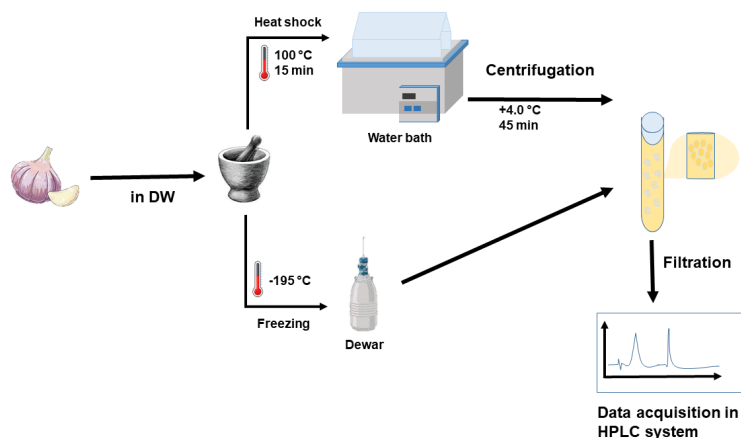 Heat shock
100 °C
15 min
Water bath
Centrifugation
+4.0 °C
45 min
in DW
-195 °C
Freezing
Dewar
Filtration
Data acquisition in
HPLC system